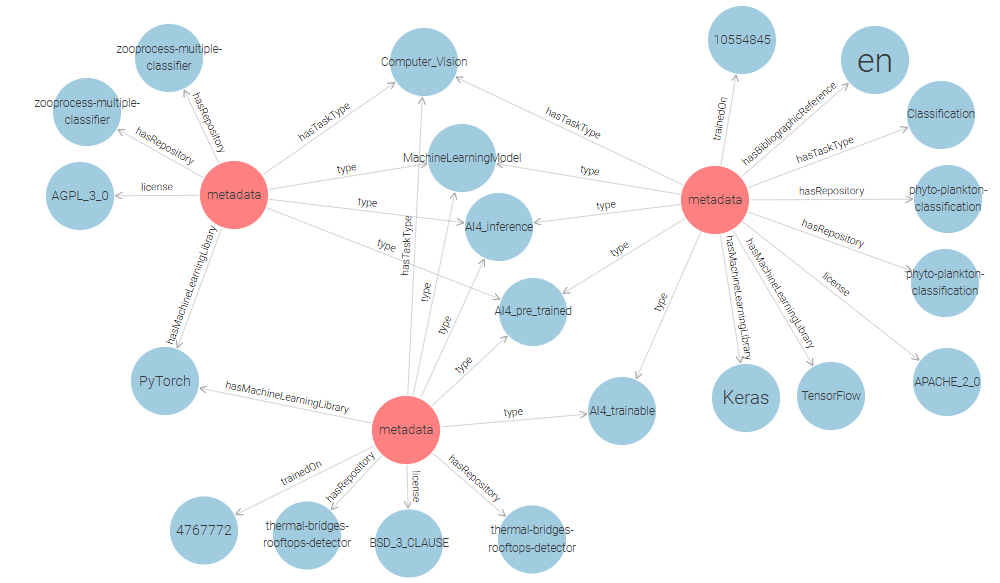 10554845
en
zooprocess-multiple-
classifier
Computer_Vision
hasRepository
zooprocess-multiple-
classifier
hasRepository
hasTaskType
hasTaskType
trainedOn
hasBibliographicReference
Classification
hasTaskType
MachineLearningModel
type
type
AGPL_3_0
license
metadata
metadata
hasRepository
phyto-plankton-
classification
type
type
AI4_inference
hasRepository
type
type
hasTaskType
hasMachineLearningLibrary
hasMachineLearningLibrary
hasMachineLearningLibrary
phyto-plankton-
classification
license
type
type
type
AI4_pre_trained
type
PyTorch
hasMachineLearningLibrary
APACHE_2_0
Keras
TensorFlow
AI4_trainable
type
metadata
trainedOn
hasRepository
license
hasRepository
4767772
thermal-bridges-
rooftops-detector
BSD_3_CLAUSE
thermal-bridges-
rooftops-detector